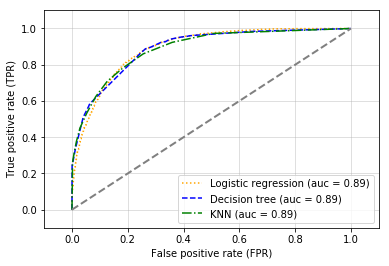 1.0
0.8
0.6
0.4
0.2
0.0
True positive rate (TPR)
Logistic regression (auc = 0.89)
Decision tree (auc = 0.89)
KNN (auc = 0.89)
0.0 0.2 0.4 0.6 0.8 1.0
False positive rate (FPR)